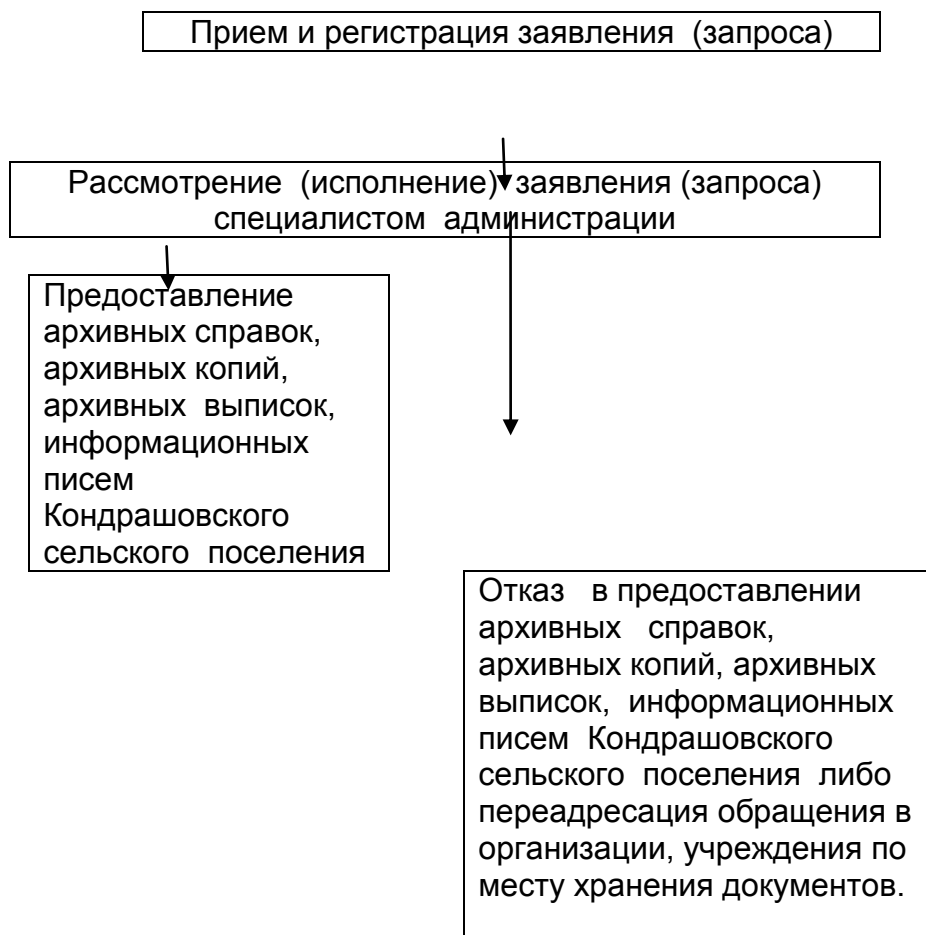 Прием и регистрация заявления (запроса)
Рассмотрение (исполнение) заявления (запроса)
специалистом администрации
Предоставление
архивных справок,
архивных копий,
архивных выписок,
информационных
писем
Кондрашовского
сельского поселения
Отказ в предоставлении
архивных справок,
архивных копий, архивных
выписок, информационных
писем Кондрашовского
сельского поселения либо
переадресация обращения в
организации, учреждения по
месту хранения документов.